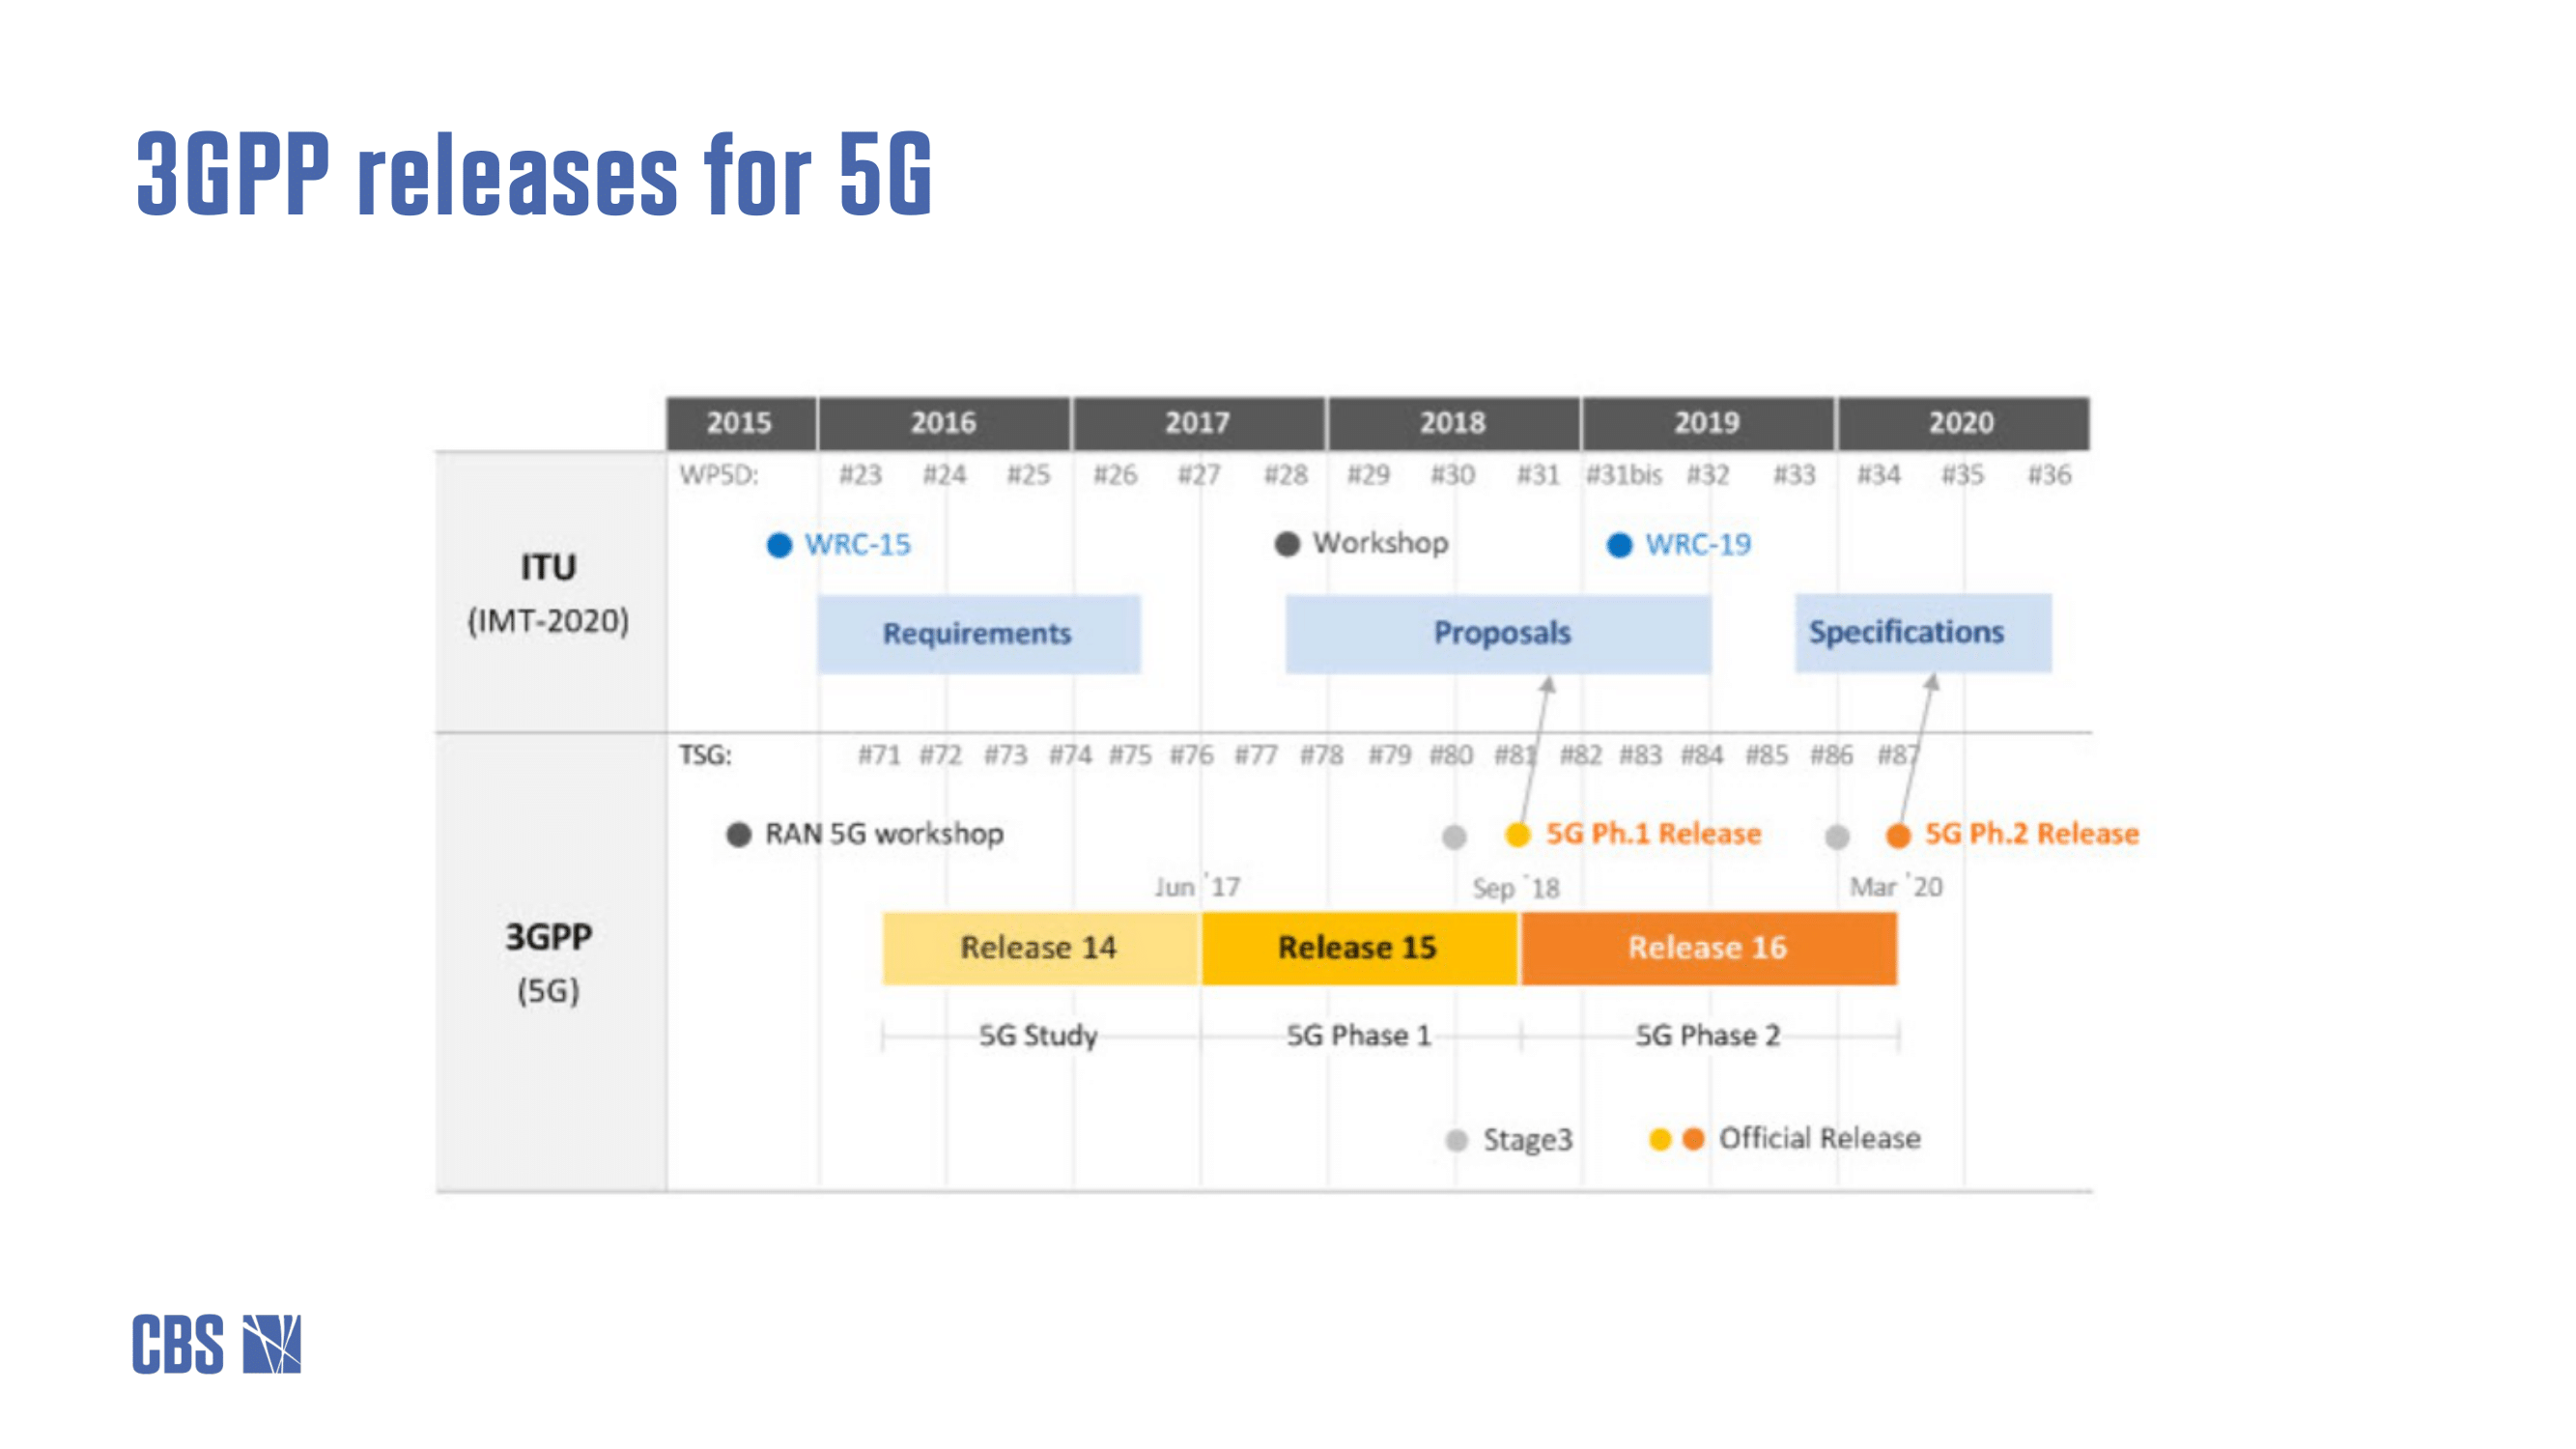 3GPP releases for 5G
2015 2016 2017 2018 2019 2020
WP5D: #23 #24 #25 #26 #27 #28 #29 #30 #31 #31bis #32 #33 #34 #35 #36
WRC-15 Workshop WRC-19
ITU
(IMT-2020)
Requirements Proposals Specifications
TSG: #71 #72 #73 #74 #75 #76 #77 #78 #79 #80 #81 #82 #83 #84 #85 #86 #87
RAN 5G workshop 5G Ph.1 Release 5G Ph.2 Release
Jun '17 Sep '18 Mar '20
3GPP
(5G)
Release 14 Release 15 Release 16
5G Study 5G Phase 1 5G Phase 2
Stage3 Official Release
CBS